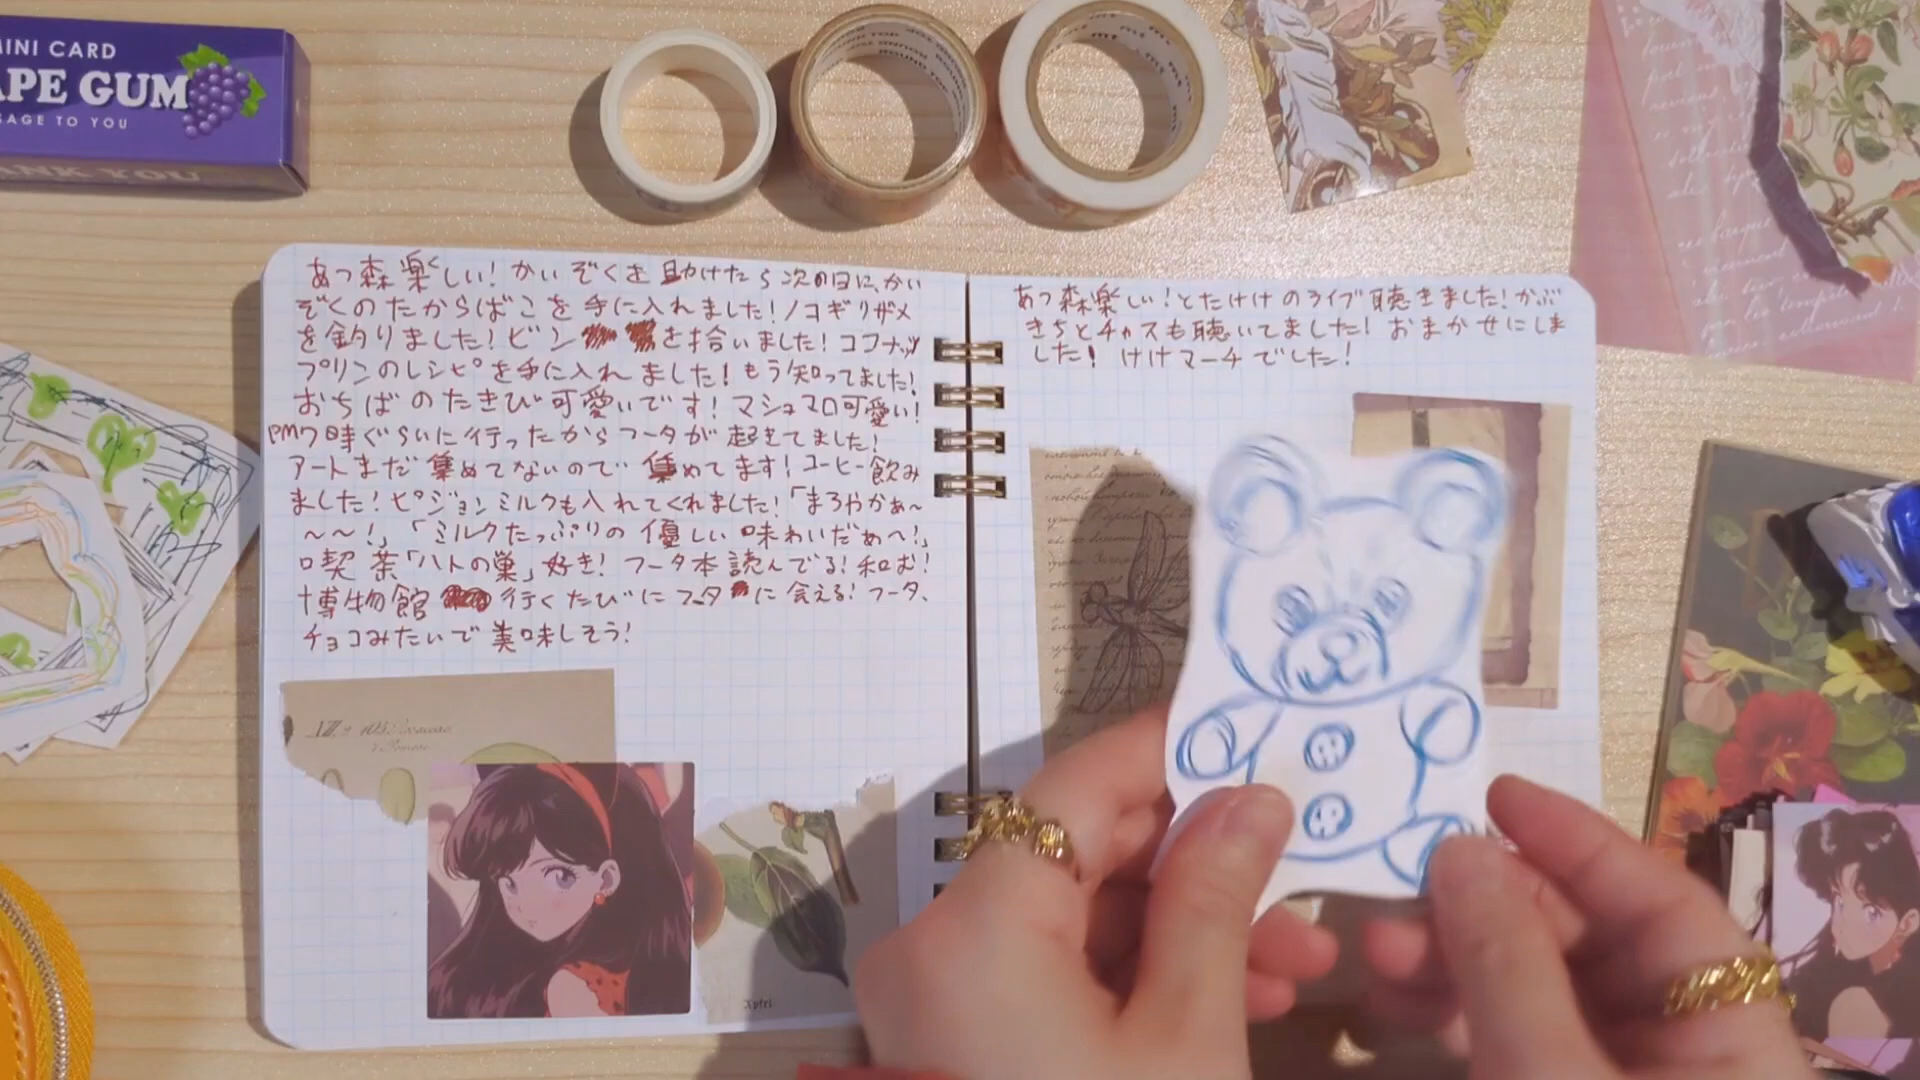 MINI CARD
APE GUM
SAGE TO YOU
ANK YOU
あつ森楽しい！かいぞくを助けたら次の日に、かい
ぞくのたからばこを手に入れました！ノコギリザメ
を釣りました！ビン を拾いました！ココナッツ
プリンのレシピを手に入れました！もう知ってました！
おちばのたきび可愛いです！マシュマロ可愛い！
PM7時ぐらいに行ったからフータが起きてました！
アートまだ集めてないので 集めてます！コーヒー飲み
ました！ピジョンミルクも入れてくれました！「まろやかぁ〜
〜〜！」「ミルクたっぷりの優しい味わいだぁ〜！」
喫茶「ハトの巣」好き！フータ本読んでる！和む！
博物館 行くたびにフータ に会える！フータ、
チョコみたいで美味しそう！
Xpfel
あつ森楽しい！とたけけのライブ聴きました！かぶ
きちとチャスも聴いてました！おまかせにしま
した！けけマーチでした！
mt mt